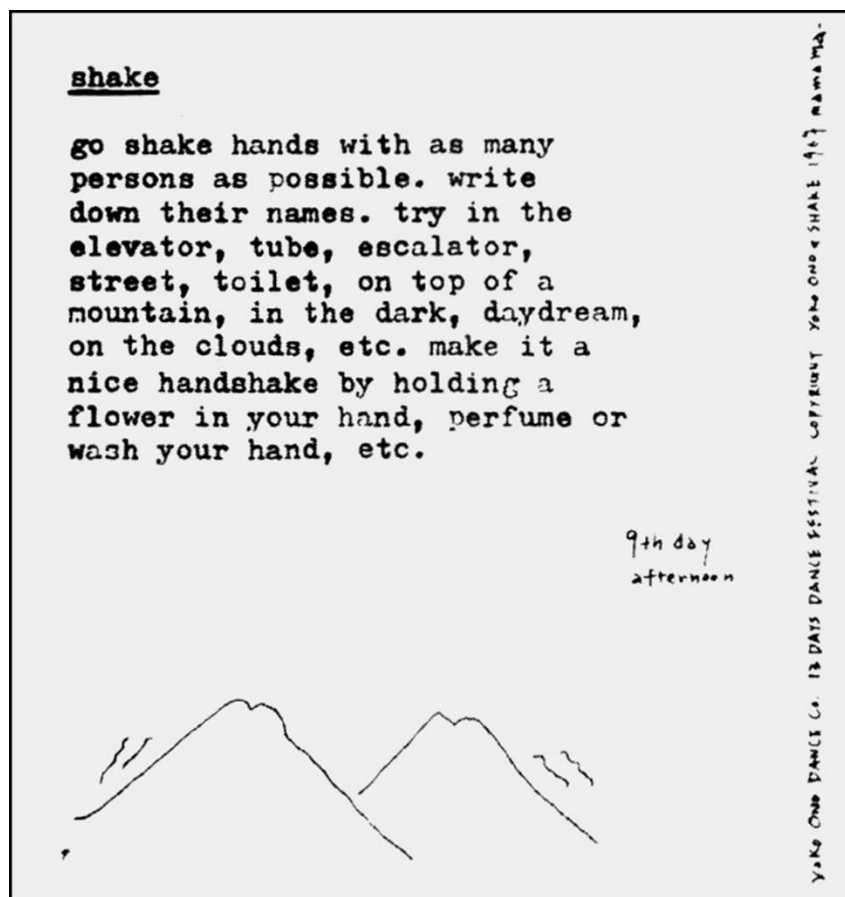 shake
go shake hands with as many
persons as possible. write
down their names. try in the
elevator, tube, escalator,
street, toilet, on top of a
mountain, in the dark, daydream,
on the clouds, etc. make it a
nice handshake by holding a
flower in your hand, perfume or
wash your hand, etc.
9th day
afternoon
9
YOKO ONO DANCE Co. 13 DAYS DANCE FESTIVAL COPYRIGHT YOKO ONO & SHAKE 1967